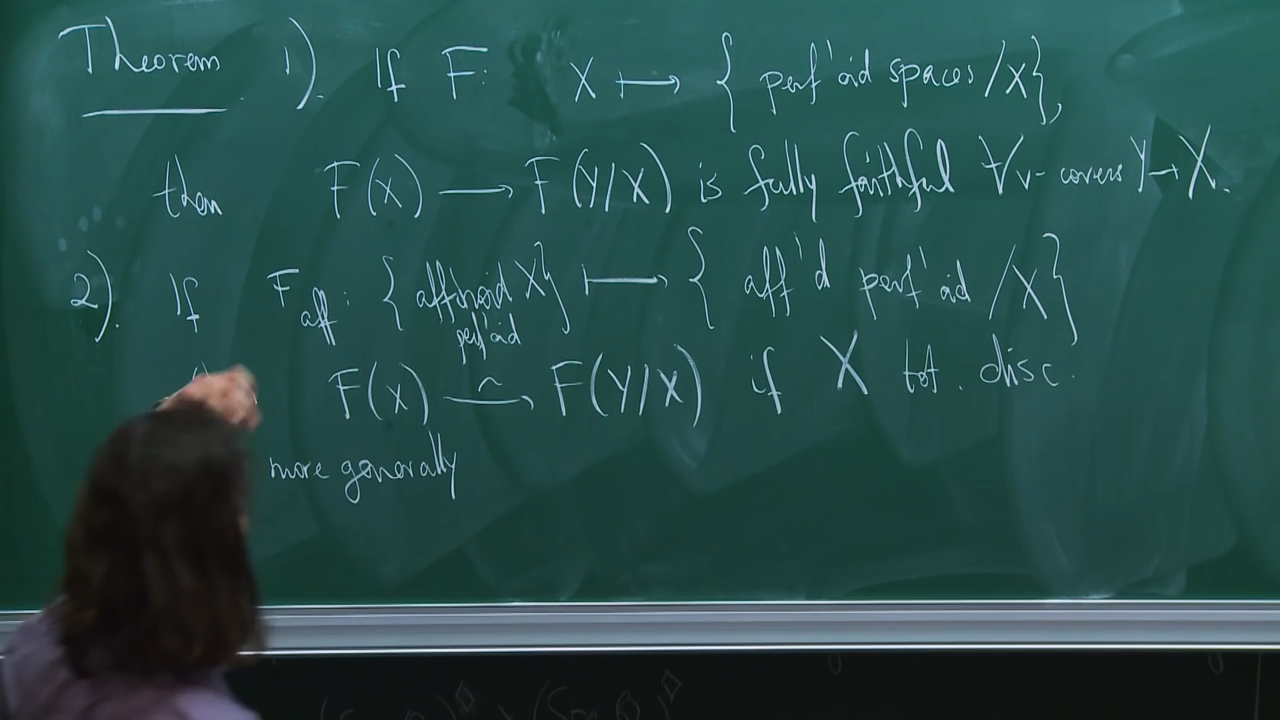 Theorem 1). If F: X ⟼ { perf'oid spaces /X},
then F(X) ⟶ F(Y/X) is fully faithful ∀ v-covers Y→X.
2). If F_aff : { affinoid perf'oid X} ⟼ { aff'd perf'oid /X}
F(X) ⟶~ F(Y/X) if X tot. disc.
more generally